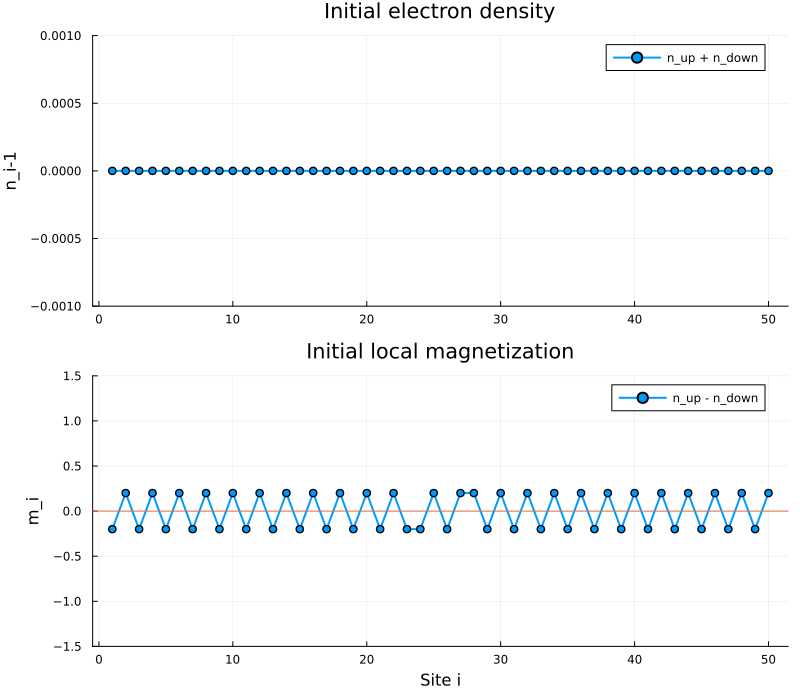 Initial electron density
n_up + n_down
n_i-1
0.0010
0.0005
0.0000
−0.0005
−0.0010
0 10 20 30 40 50
Initial local magnetization
n_up - n_down
m_i
1.5
1.0
0.5
0.0
−0.5
−1.0
−1.5
0 10 20 30 40 50
Site i